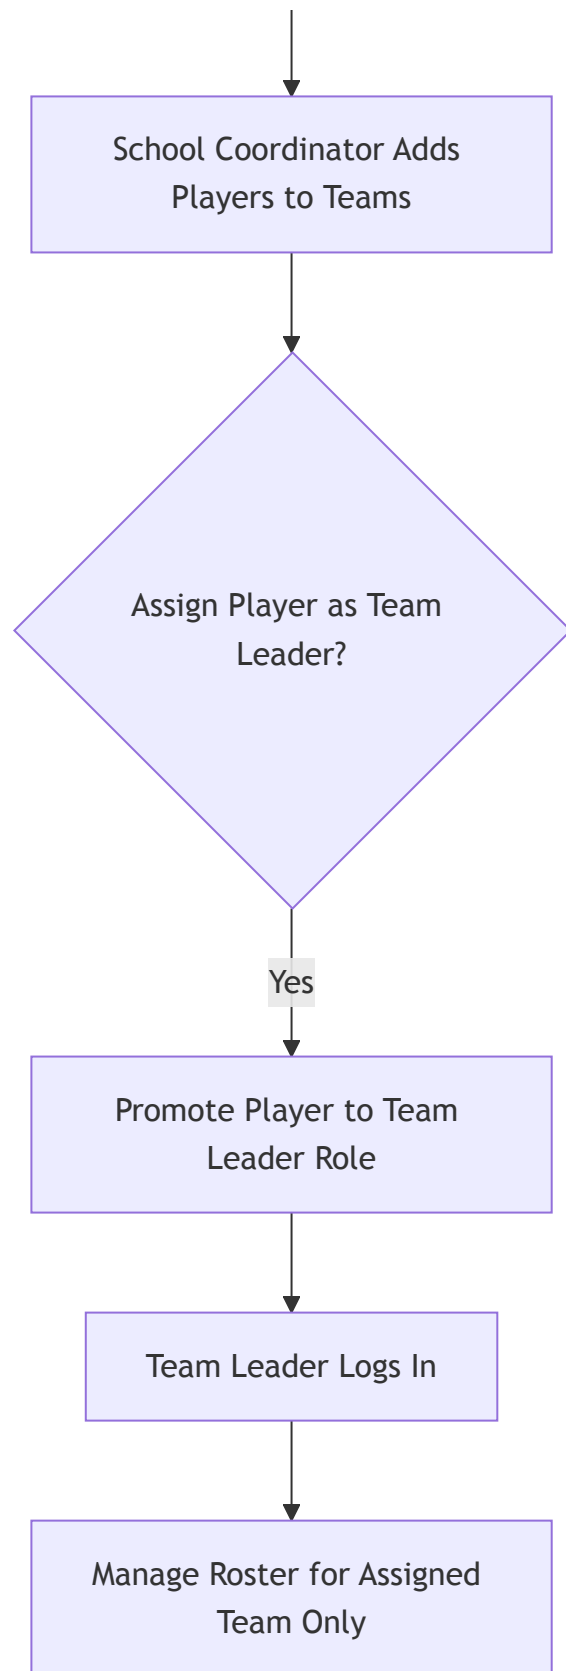 School Coordinator Adds
Players to Teams
Assign Player as Team
Leader?
Yes
Promote Player to Team
Leader Role
Team Leader Logs In
Manage Roster for Assigned
Team Only